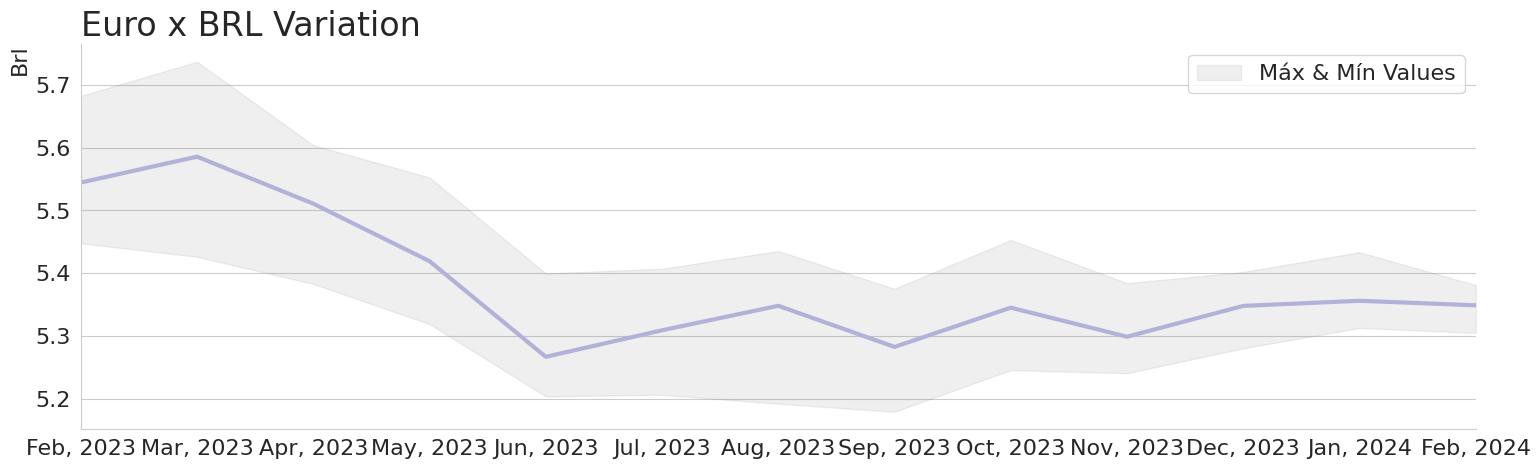 Euro x BRL Variation
Brl
Máx & Mín Values
5.7
5.6
5.5
5.4
5.3
5.2
Feb, 2023 Mar, 2023 Apr, 2023 May, 2023 Jun, 2023 Jul, 2023 Aug, 2023 Sep, 2023 Oct, 2023 Nov, 2023 Dec, 2023 Jan, 2024 Feb, 2024